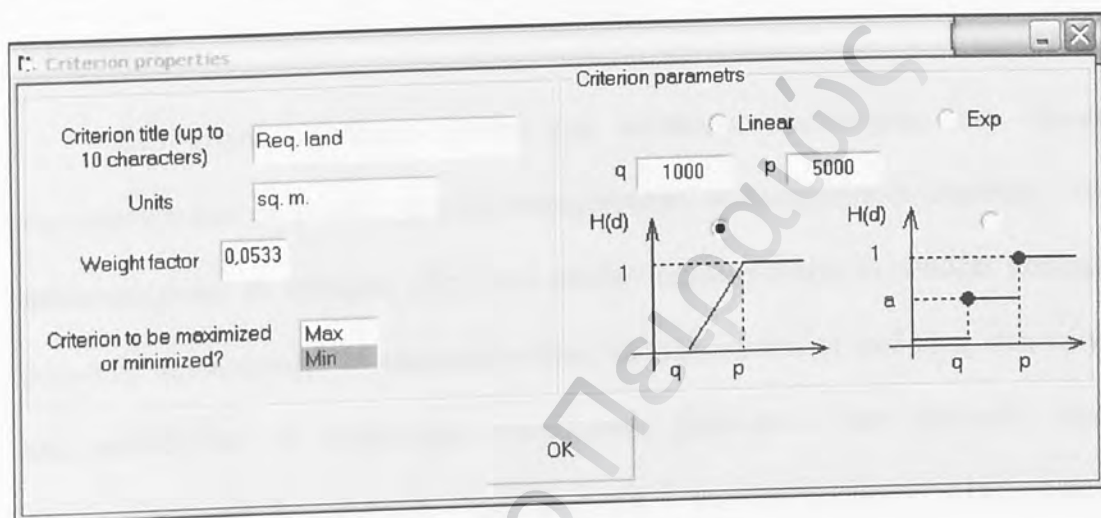 Criterion properties
Criterion title (up to
10 characters)
Req. land
Units
sq. m.
Weight factor
0,0533
Criterion to be maximized
or minimized?
Max
Min
Criterion parametrs
Linear
Exp
q 1000 p 5000
H(d)
1
q p
H(d)
1
a
q p
OK
Πειραιώς